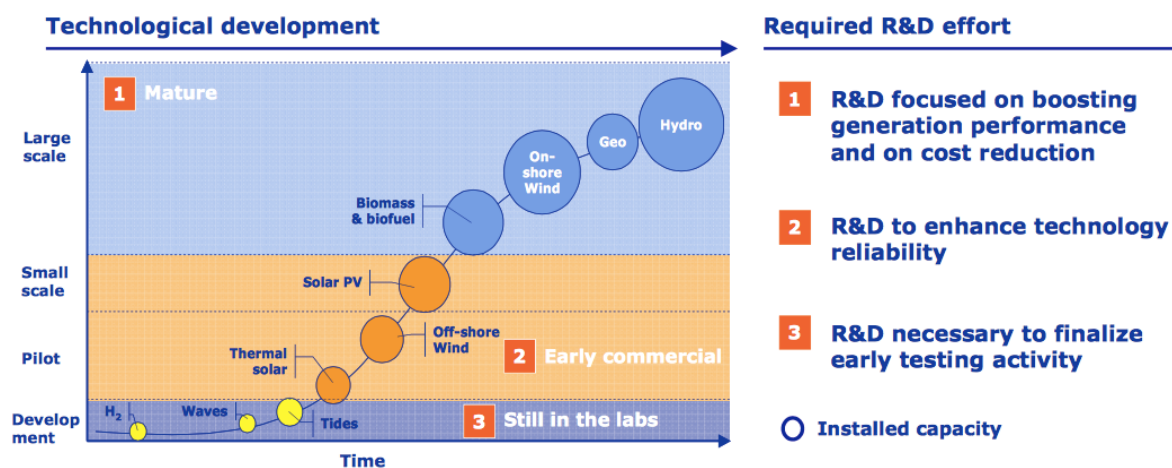 Technological development
Required R&D effort
1 Mature
Large
scale
Small
scale
Pilot
Develop
ment
Hydro
Geo
On-
shore
Wind
Biomass
& biofuel
Solar PV
Off-shore
Wind
Thermal
solar
2 Early commercial
H2
Waves
Tides
3 Still in the labs
Time
1 R&D focused on boosting
generation performance
and on cost reduction
2 R&D to enhance technology
reliability
3 R&D necessary to finalize
early testing activity
Installed capacity